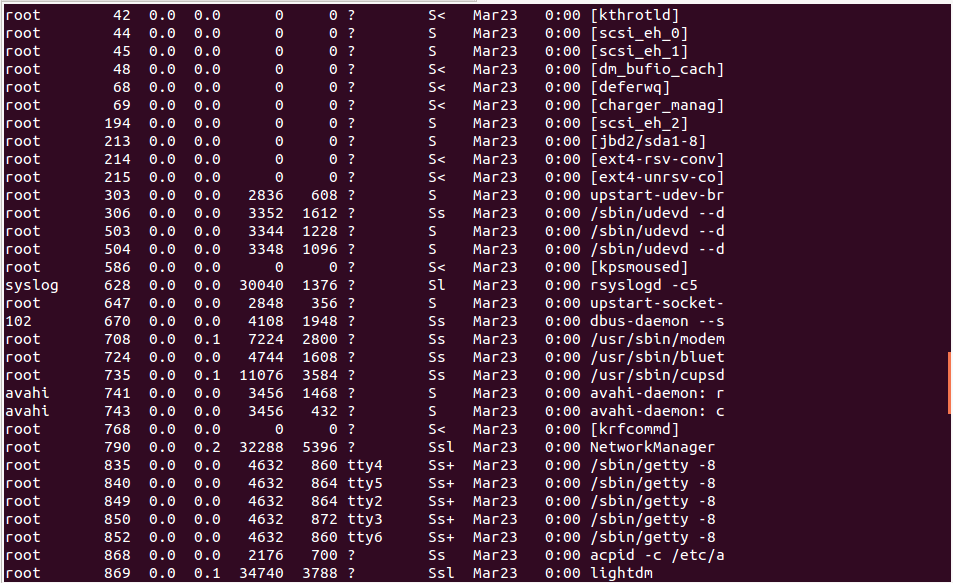 root        42  0.0  0.0      0     0 ?        S<   Mar23   0:00 [kthrotld]
root        44  0.0  0.0      0     0 ?        S    Mar23   0:00 [scsi_eh_0]
root        45  0.0  0.0      0     0 ?        S    Mar23   0:00 [scsi_eh_1]
root        48  0.0  0.0      0     0 ?        S<   Mar23   0:00 [dm_bufio_cach]
root        68  0.0  0.0      0     0 ?        S<   Mar23   0:00 [deferwq]
root        69  0.0  0.0      0     0 ?        S<   Mar23   0:00 [charger_manag]
root       194  0.0  0.0      0     0 ?        S    Mar23   0:00 [scsi_eh_2]
root       213  0.0  0.0      0     0 ?        S    Mar23   0:00 [jbd2/sda1-8]
root       214  0.0  0.0      0     0 ?        S<   Mar23   0:00 [ext4-rsv-conv]
root       215  0.0  0.0      0     0 ?        S<   Mar23   0:00 [ext4-unrsv-co]
root       303  0.0  0.0   2836   608 ?        S    Mar23   0:00 upstart-udev-br
root       306  0.0  0.0   3352  1612 ?        Ss   Mar23   0:00 /sbin/udevd --d
root       503  0.0  0.0   3344  1228 ?        S    Mar23   0:00 /sbin/udevd --d
root       504  0.0  0.0   3348  1096 ?        S    Mar23   0:00 /sbin/udevd --d
root       586  0.0  0.0      0     0 ?        S<   Mar23   0:00 [kpsmoused]
syslog     628  0.0  0.0  30040  1376 ?        Sl   Mar23   0:00 rsyslogd -c5
root       647  0.0  0.0   2848   356 ?        S    Mar23   0:00 upstart-socket-
102        670  0.0  0.0   4108  1948 ?        Ss   Mar23   0:00 dbus-daemon --s
root       708  0.0  0.1   7224  2800 ?        Ss   Mar23   0:00 /usr/sbin/modem
root       724  0.0  0.0   4744  1608 ?        Ss   Mar23   0:00 /usr/sbin/bluet
root       735  0.0  0.1  11076  3584 ?        Ss   Mar23   0:00 /usr/sbin/cupsd
avahi      741  0.0  0.0   3456  1468 ?        S    Mar23   0:00 avahi-daemon: r
avahi      743  0.0  0.0   3456   432 ?        S    Mar23   0:00 avahi-daemon: c
root       768  0.0  0.0      0     0 ?        S<   Mar23   0:00 [krfcommd]
root       790  0.0  0.2  32288  5396 ?        Ssl  Mar23   0:00 NetworkManager
root       835  0.0  0.0   4632   860 tty4     Ss+  Mar23   0:00 /sbin/getty -8
root       840  0.0  0.0   4632   864 tty5     Ss+  Mar23   0:00 /sbin/getty -8
root       849  0.0  0.0   4632   864 tty2     Ss+  Mar23   0:00 /sbin/getty -8
root       850  0.0  0.0   4632   872 tty3     Ss+  Mar23   0:00 /sbin/getty -8
root       852  0.0  0.0   4632   860 tty6     Ss+  Mar23   0:00 /sbin/getty -8
root       868  0.0  0.0   2176   700 ?        Ss   Mar23   0:00 acpid -c /etc/a
root       869  0.0  0.1  34740  3788 ?        Ssl  Mar23   0:00 lightdm